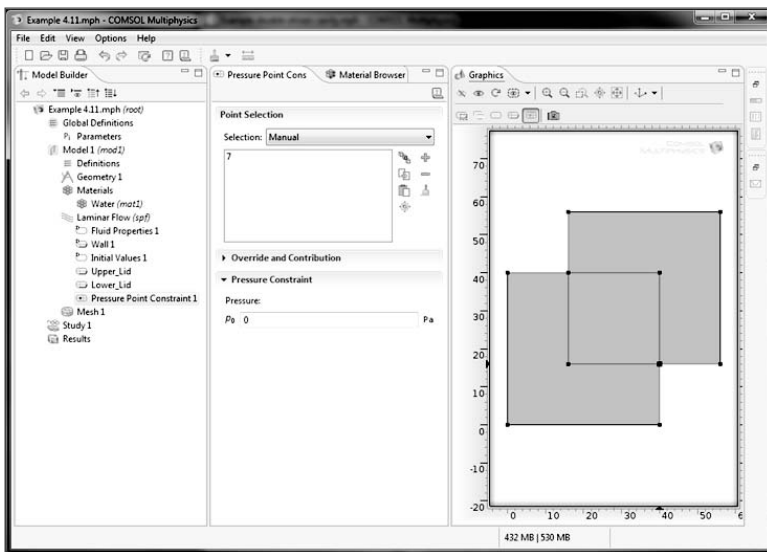 Example 4.11.mph - COMSOL Multiphysics
File Edit View Options Help
Model Builder
Example 4.11.mph (root)
Global Definitions
Pi Parameters
Model 1 (mod1)
Definitions
Geometry 1
Materials
Water (mat1)
Laminar Flow (spf)
Fluid Properties 1
Wall 1
Initial Values 1
Upper_Lid
Lower_Lid
Pressure Point Constraint 1
Mesh 1
Study 1
Results
Pressure Point Cons
Material Browser
Point Selection
Selection: Manual
7
Override and Contribution
Pressure Constraint
Pressure:
p0 0 Pa
Graphics
COMSOL
MULTIPHYSICS
70
60
50
40
30
20
10
0
-10
-20
0 10 20 30 40 50 6
432 MB | 530 MB